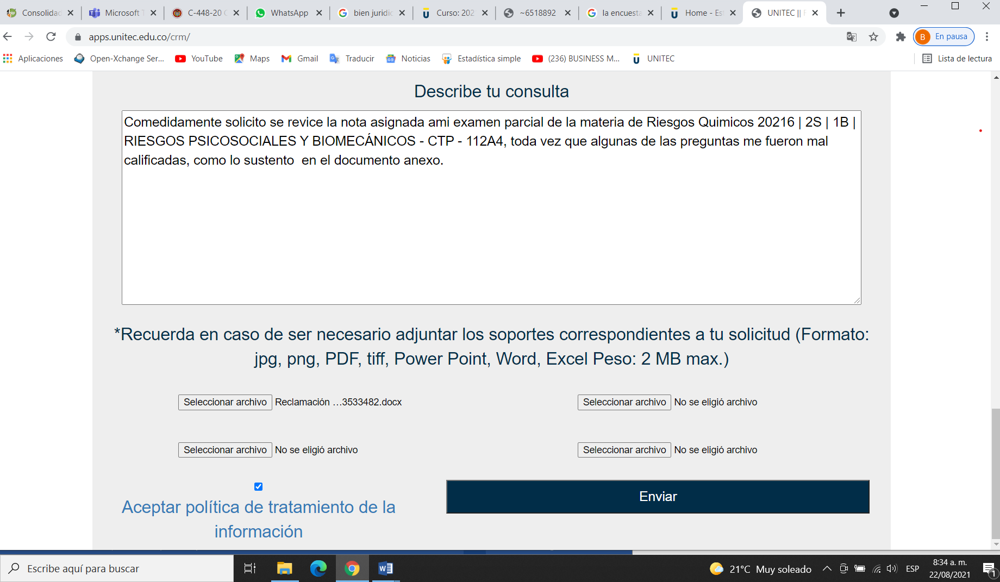 Consolidad
Microsoft T
C-448-20 C
WhatsApp
bien juridic
Curso: 202
~6518892
la encuesta
Home - Est
UNITEC ||
apps.unitec.edu.co/crm/
B En pausa
Aplicaciones
Open-Xchange Ser...
YouTube
Maps
Gmail
Traducir
Noticias
Estadística simple
(236) BUSINESS M...
UNITEC
Lista de lectura
Describe tu consulta
Comedidamente solicito se revice la nota asignada ami examen parcial de la materia de Riesgos Quimicos 20216 | 2S | 1B |
RIESGOS PSICOSOCIALES Y BIOMECÁNICOS - CTP - 112A4, toda vez que algunas de las preguntas me fueron mal
calificadas, como lo sustento  en el documento anexo.
*Recuerda en caso de ser necesario adjuntar los soportes correspondientes a tu solicitud (Formato:
jpg, png, PDF, tiff, Power Point, Word, Excel Peso: 2 MB max.)
Seleccionar archivo Reclamación …3533482.docx
Seleccionar archivo No se eligió archivo
Seleccionar archivo No se eligió archivo
Seleccionar archivo No se eligió archivo
Aceptar política de tratamiento de la
información
Enviar
Escribe aquí para buscar
21°C Muy soleado
ESP
8:34 a. m.
22/08/2021
1